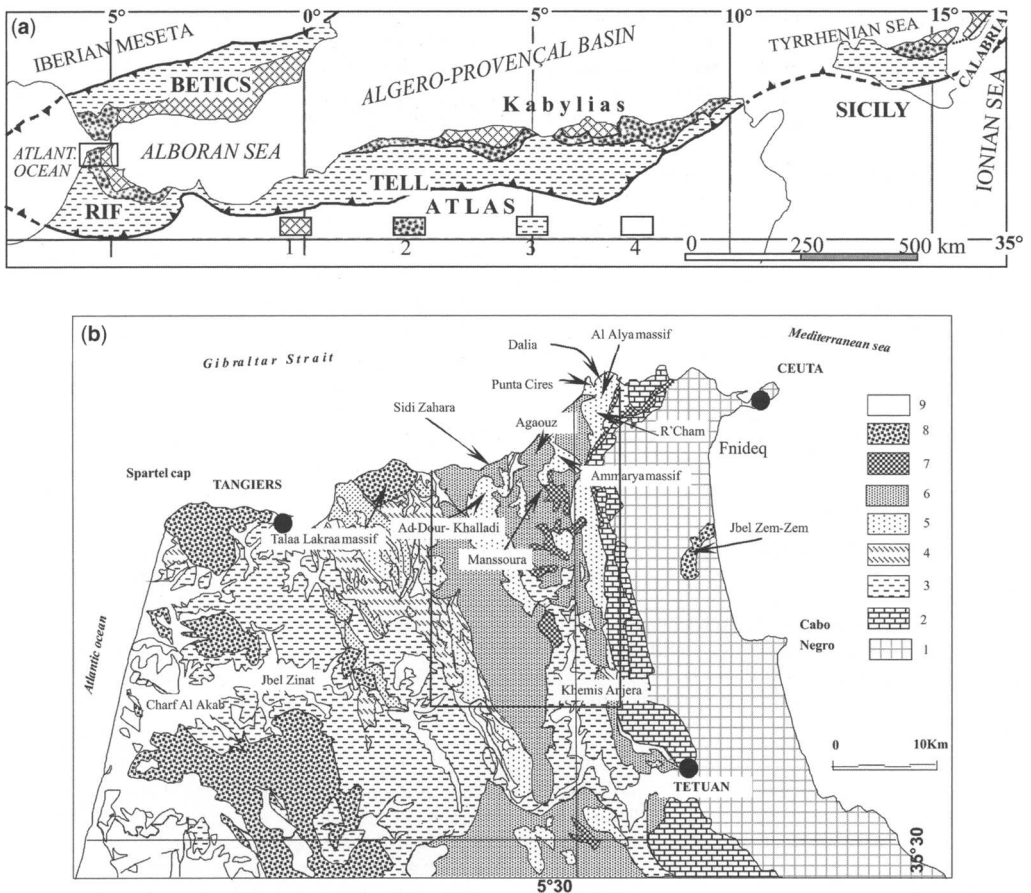 (a)
5°
0°
5°
10°
15°
IBERIAN MESETA
BETICS
ALGERO-PROVENÇAL BASIN
TYRRHENIAN SEA
CALABRIA
Kabylias
SICILY
IONIAN SEA
ATLANT.
OCEAN
ALBORAN SEA
TELL
RIF
ATLAS
1
2
3
4
0
250
500 km
35°
(b)
Gibraltar Strait
Mediterranean sea
Al Alya massif
Dalia
CEUTA
Punta Cires
Sidi Zahara
Agaouz
R'Cham
Fnideq
9
8
7
6
5
4
3
2
1
Spartel cap
TANGIERS
Ammarya massif
Talaa Lakraa massif
Ad-Dour- Khalladi
Manssoura
Jbel Zem-Zem
Atlantic ocean
Cabo
Negro
Jbel Zinat
Khemis Anjera
Charf Al Akab
0
10Km
TETUAN
35°30
5°30